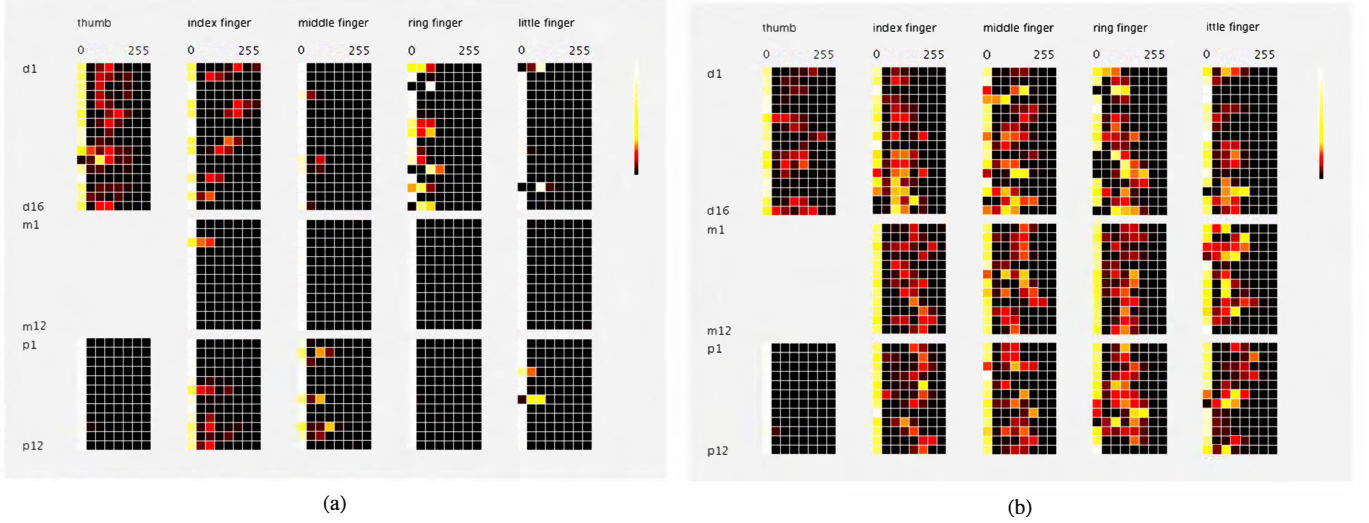 thumb index finger middle finger ring finger little finger
0 255 0 255 0 255 0 255 0 255
d1
d16
m1
m12
p1
p12
(a)
thumb index finger middle finger ring finger ittle finger
0 255 0 255 0 255 0 255 0 255
d1
d16
m1
m12
p1
p12
(b)